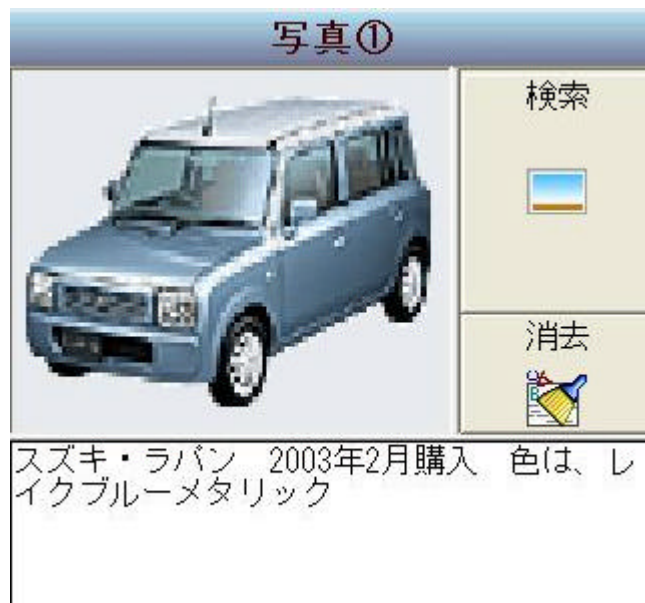 写真①
検索
消去
スズキ・ラパン　2003年2月購入　色は、レ
イクブルーメタリック